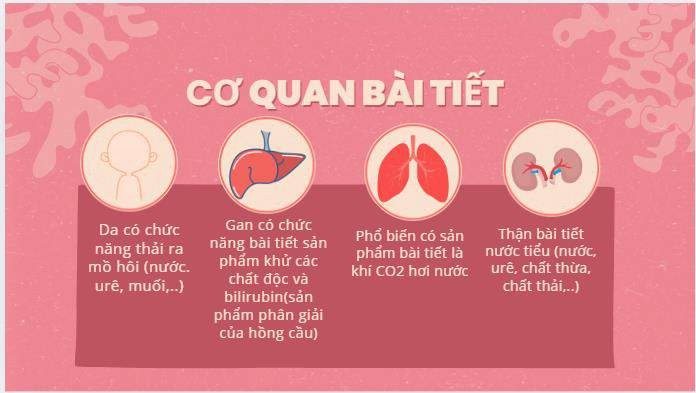 CƠ QUAN BÀI TIẾT
Da có chức
năng thải ra
mồ hôi (nước.
urê, muối,..)
Gan có chức
năng bài tiết sản
phẩm khử các
chất độc và
bilirubin(sản
phẩm phân giải
của hồng cầu)
Phổ biến có sản
phẩm bài tiết là
khí CO2 hơi nước
Thận bài tiết
nước tiểu (nước,
urê, chất thừa,
chất thải,..)